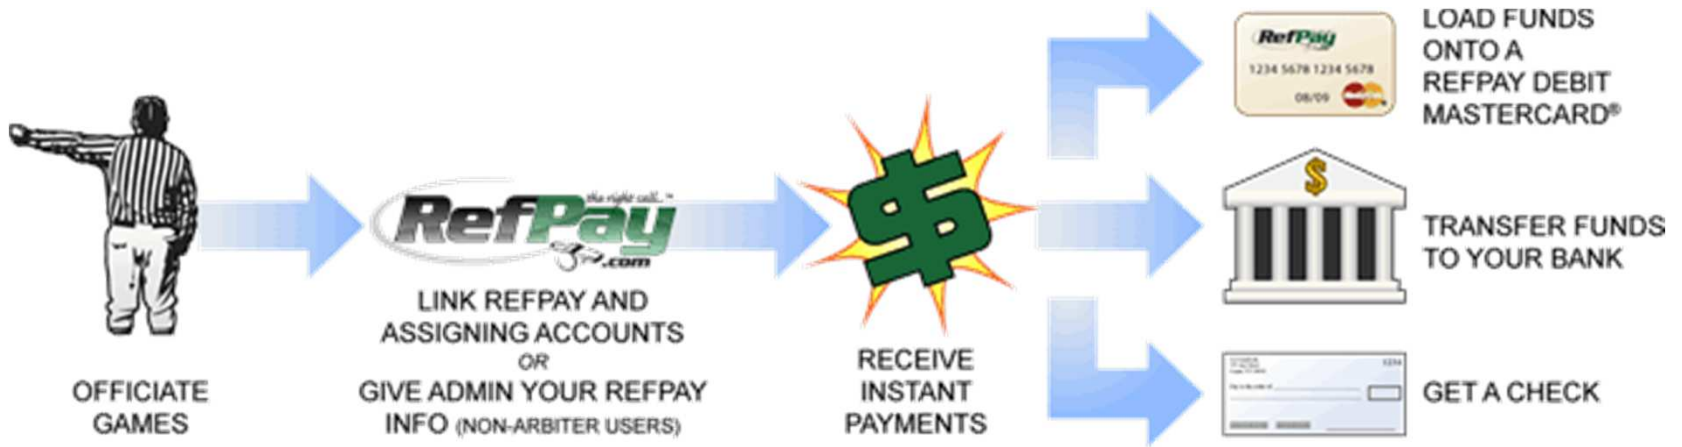 OFFICIATE
GAMES
the right call...™
RefPay
.com
LINK REFPAY AND
ASSIGNING ACCOUNTS
OR
GIVE ADMIN YOUR REFPAY
INFO (NON-ARBITER USERS)
$
RECEIVE
INSTANT
PAYMENTS
RefPay
1234 5678 1234 5678
08/09
MasterCard
LOAD FUNDS
ONTO A
REFPAY DEBIT
MASTERCARD®
$
TRANSFER FUNDS
TO YOUR BANK
1234
GET A CHECK